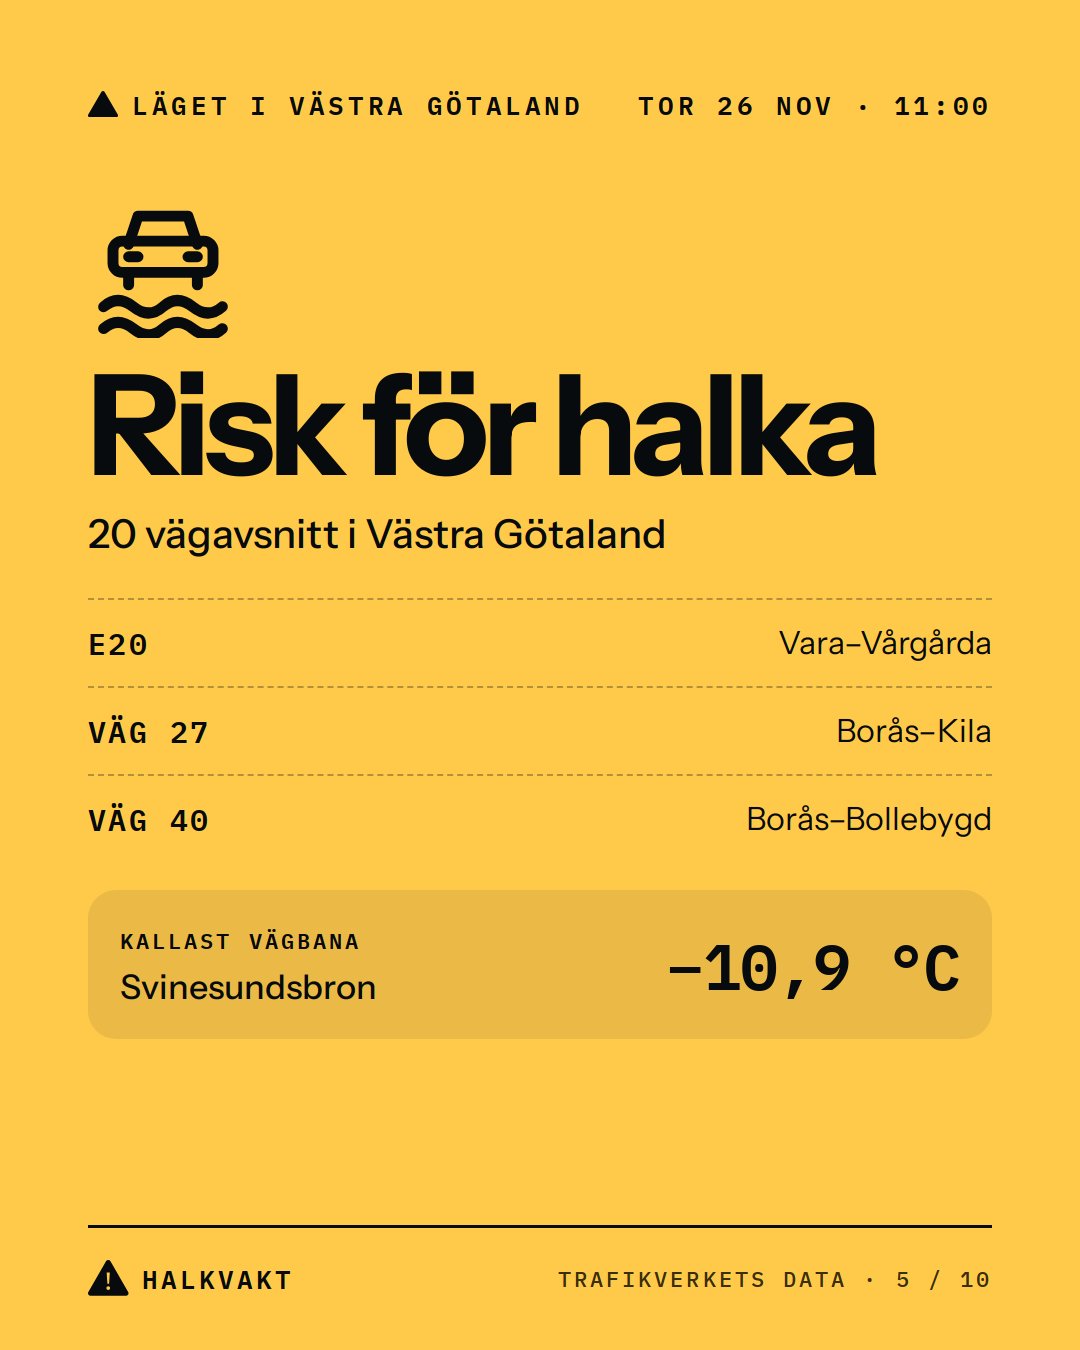 LÄGET I VÄSTRA GÖTALAND TOR 26 NOV · 11:00
Risk för halka
20 vägavsnitt i Västra Götaland
E20 Vara–Vårgårda
VÄG 27 Borås–Kila
VÄG 40 Borås–Bollebygd
KALLAST VÄGBANA
Svinesundsbron
−10,9 °C
HALKVAKT TRAFIKVERKETS DATA · 5 / 10